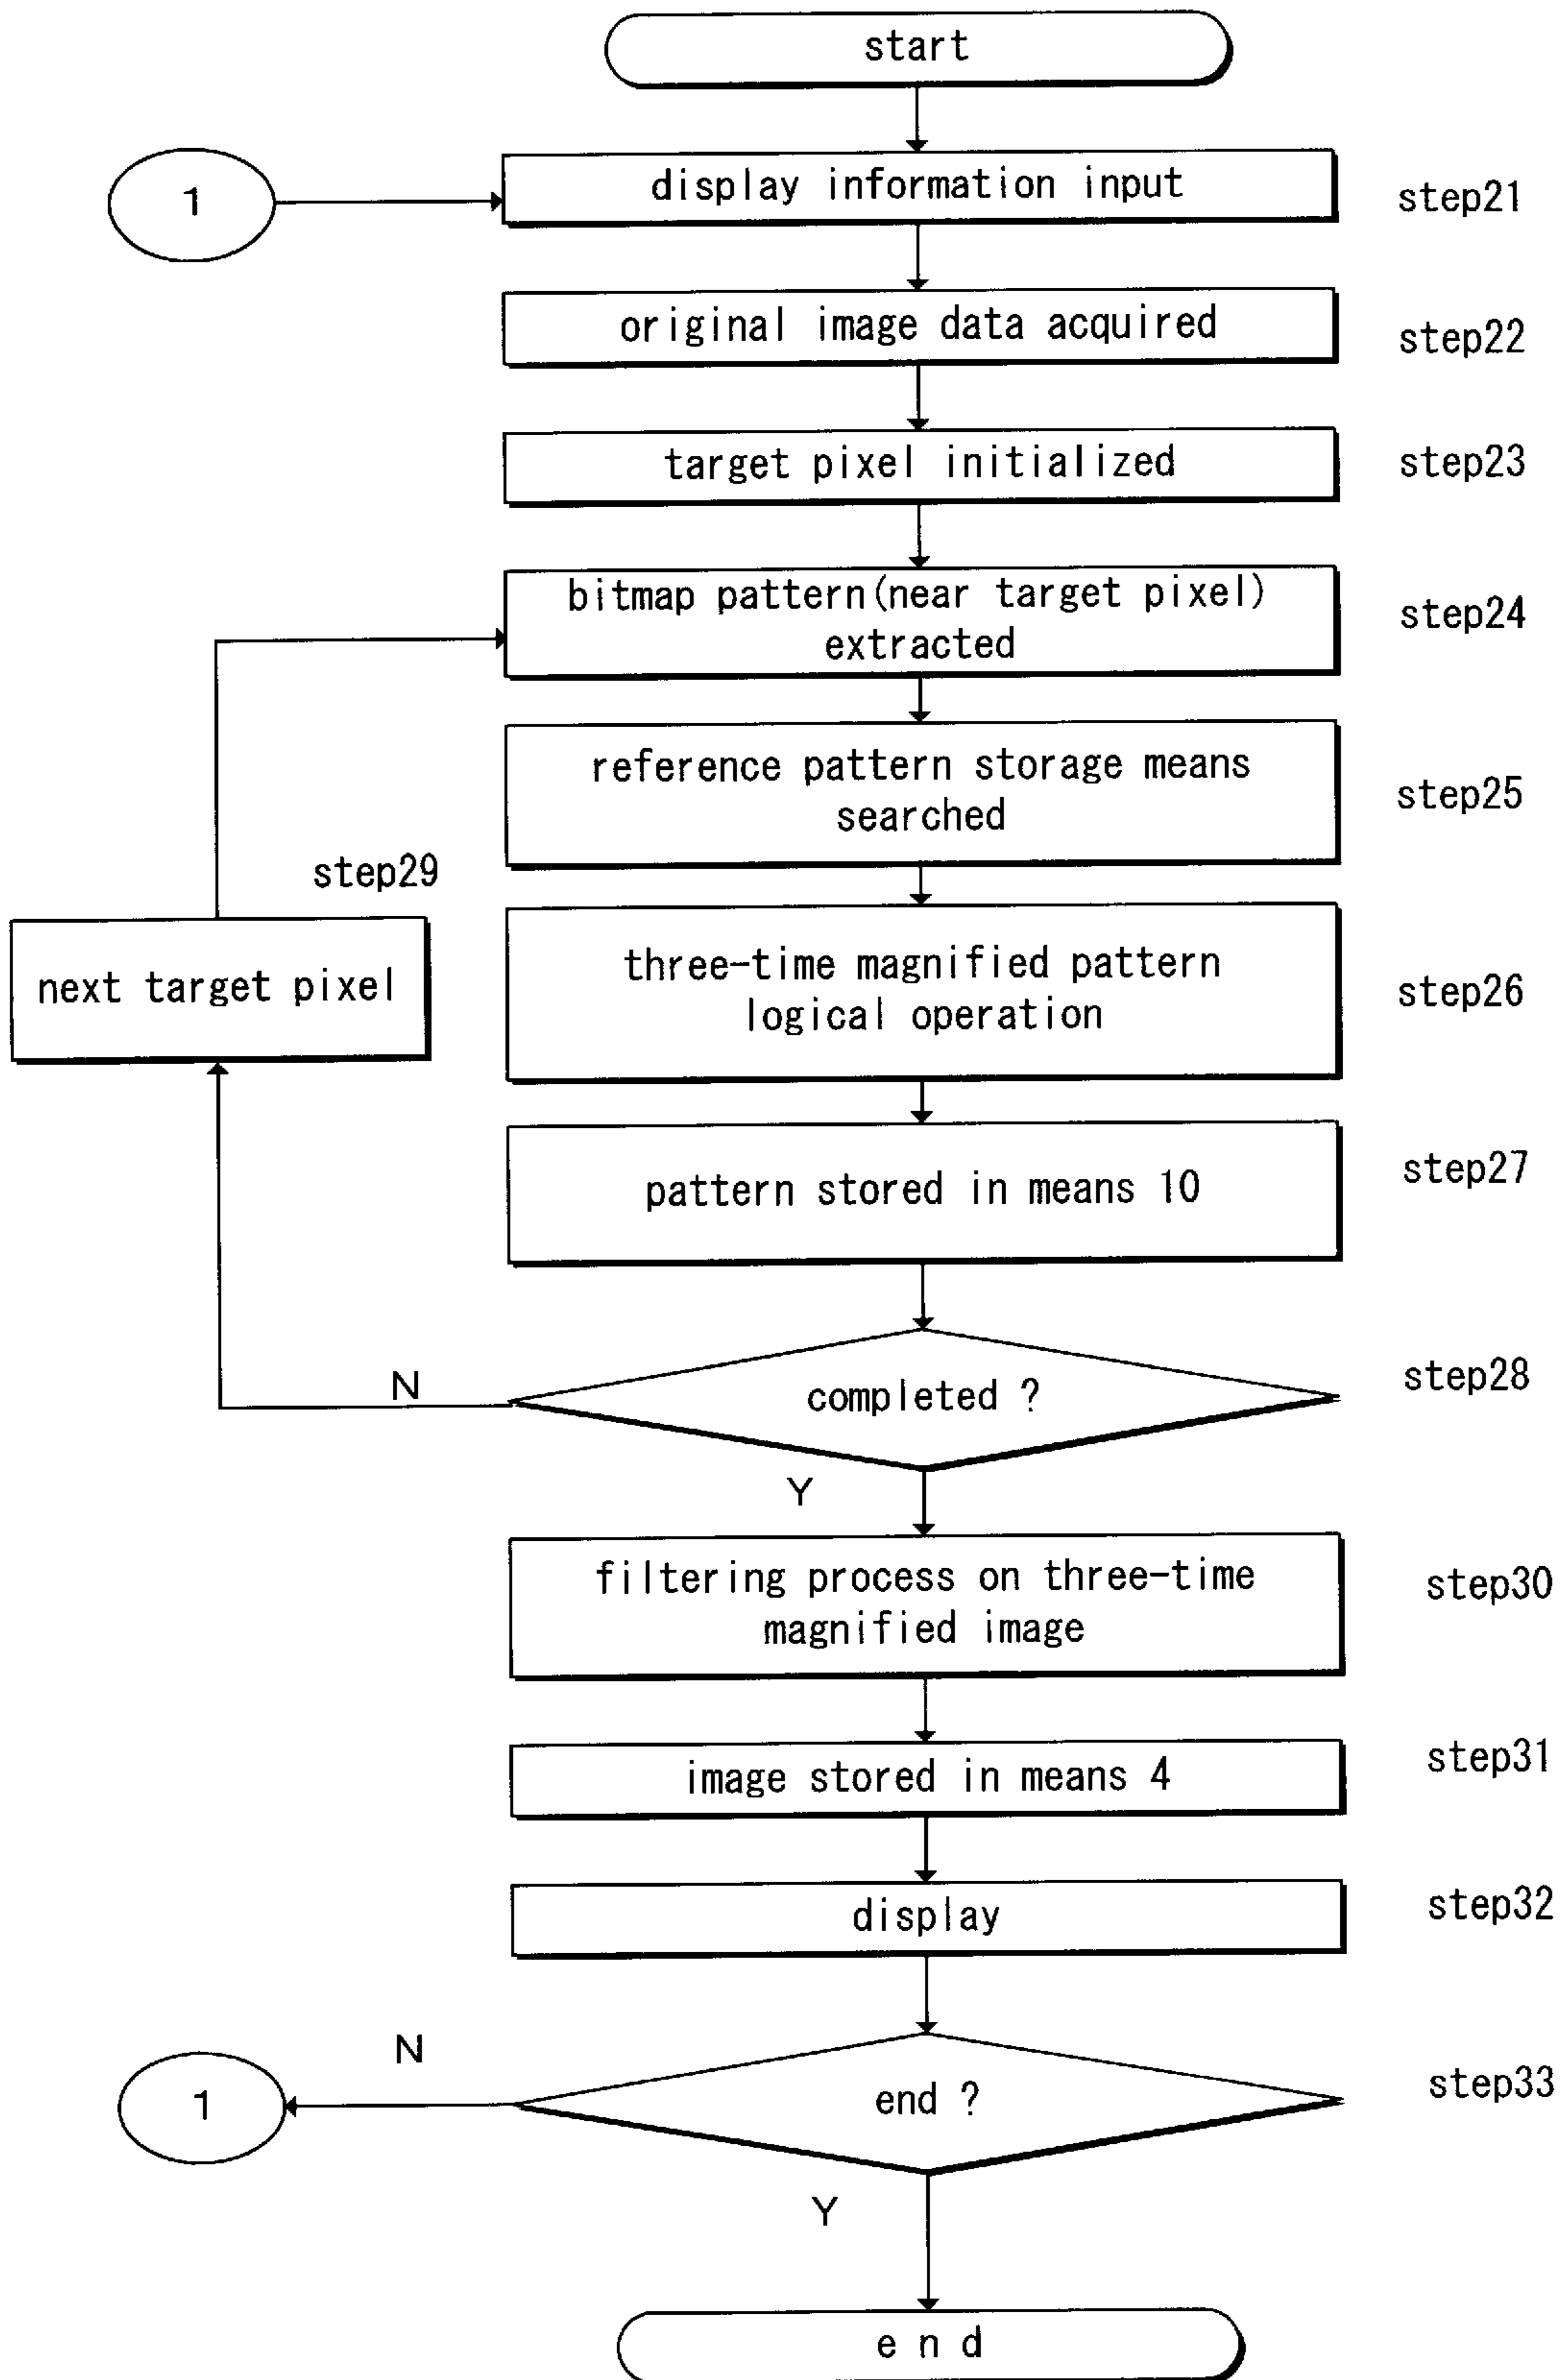 start
1
display information input
step21
original image data acquired
step22
target pixel initialized
step23
bitmap pattern(near target pixel)
extracted
step24
reference pattern storage means
searched
step25
step29
next target pixel
three-time magnified pattern
logical operation
step26
pattern stored in means 10
step27
completed ?
step28
N
Y
filtering process on three-time
magnified image
step30
image stored in means 4
step31
display
step32
N
1
end ?
step33
Y
end